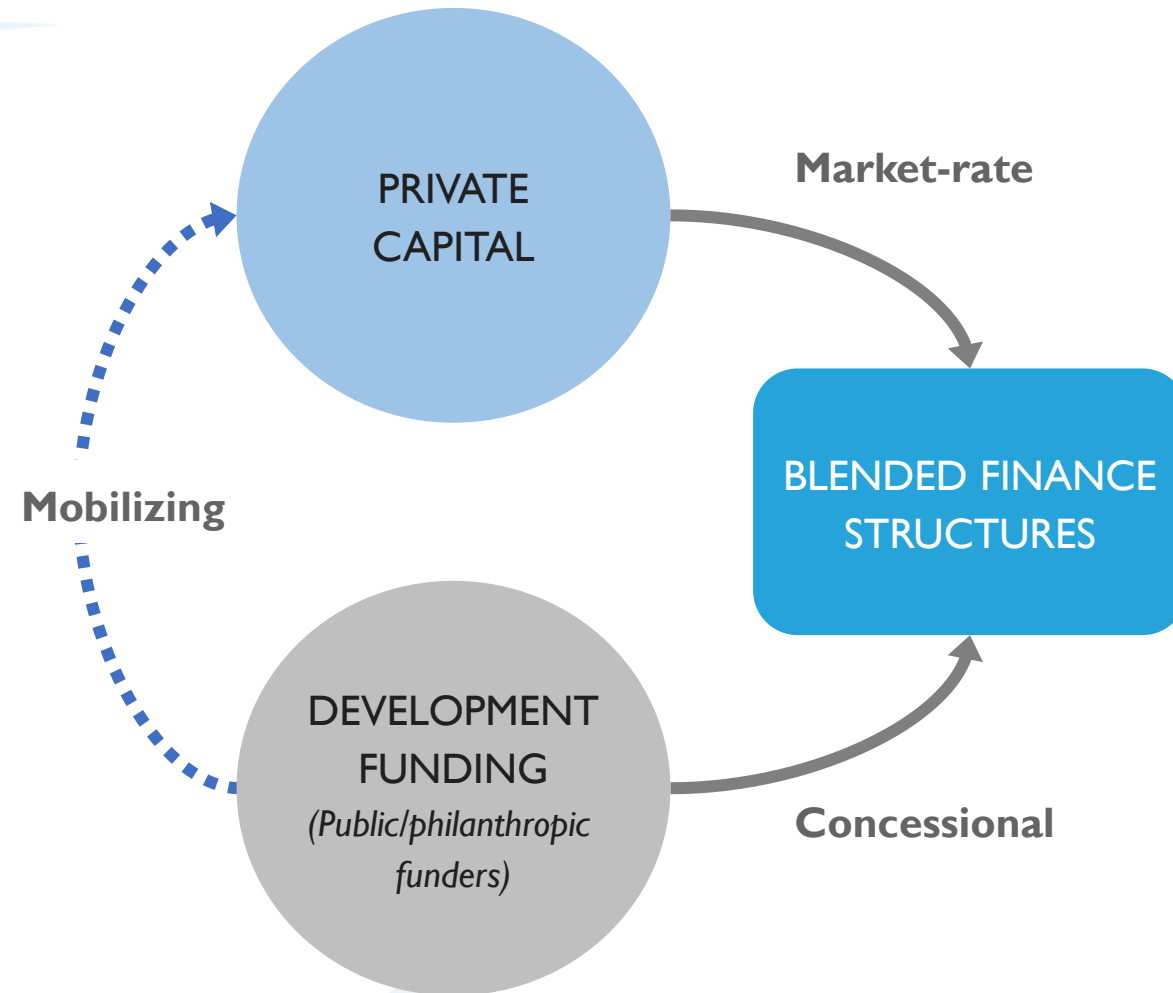 PRIVATE
CAPITAL
Market-rate
BLENDED FINANCE
STRUCTURES
Mobilizing
DEVELOPMENT
FUNDING
(Public/philanthropic
funders)
Concessional